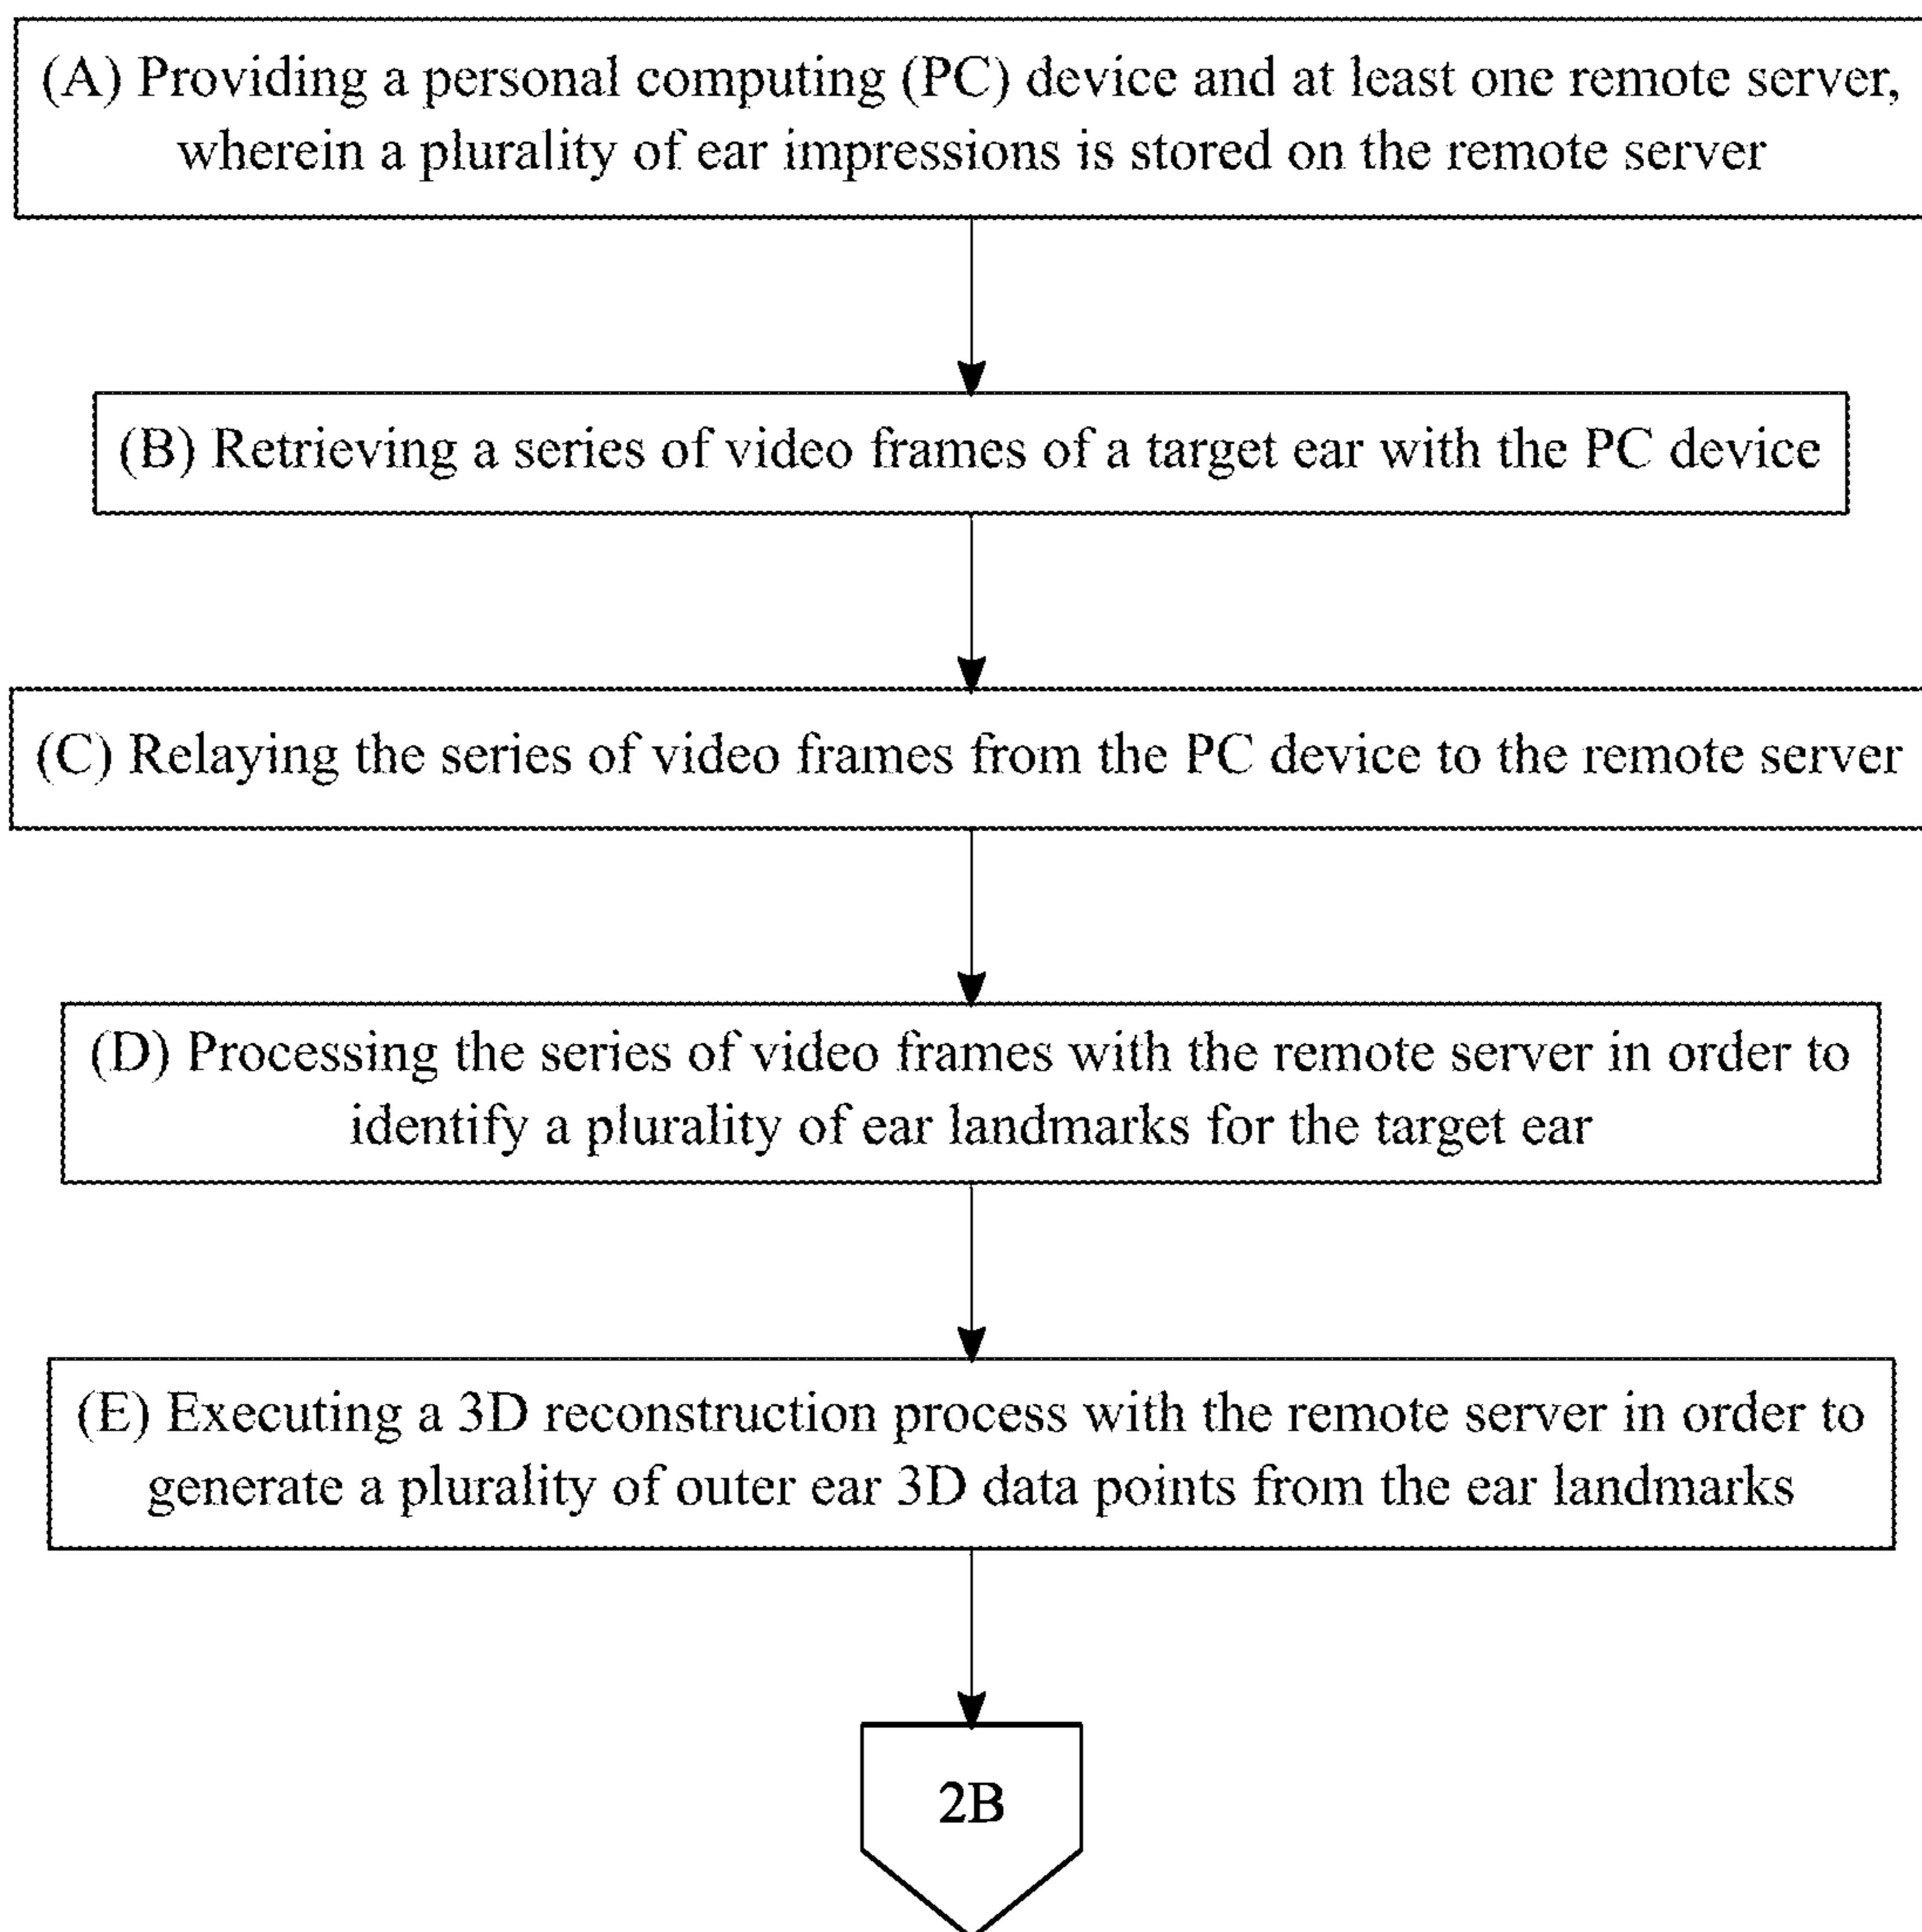 (A) Providing a personal computing (PC) device and at least one remote server,
wherein a plurality of ear impressions is stored on the remote server
(B) Retrieving a series of video frames of a target ear with the PC device
(C) Relaying the series of video frames from the PC device to the remote server
(D) Processing the series of video frames with the remote server in order to
identify a plurality of ear landmarks for the target ear
(E) Executing a 3D reconstruction process with the remote server in order to
generate a plurality of outer ear 3D data points from the ear landmarks
2B